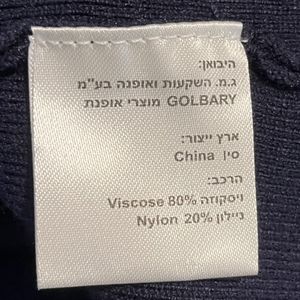 היבואן:
ג.מ. השקעות ואופנה בע"מ
GOLBARY מוצרי אופנת
ארץ ייצור:
סין China
הרכב:
ויסקוזה 80% Viscose
ניילון 20% Nylon